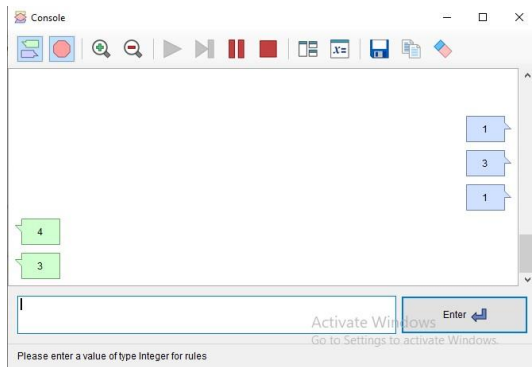 Console
x=
1
3
1
4
3
Enter
Activate Windows
Go to Settings to activate Windows.
Please enter a value of type Integer for rules